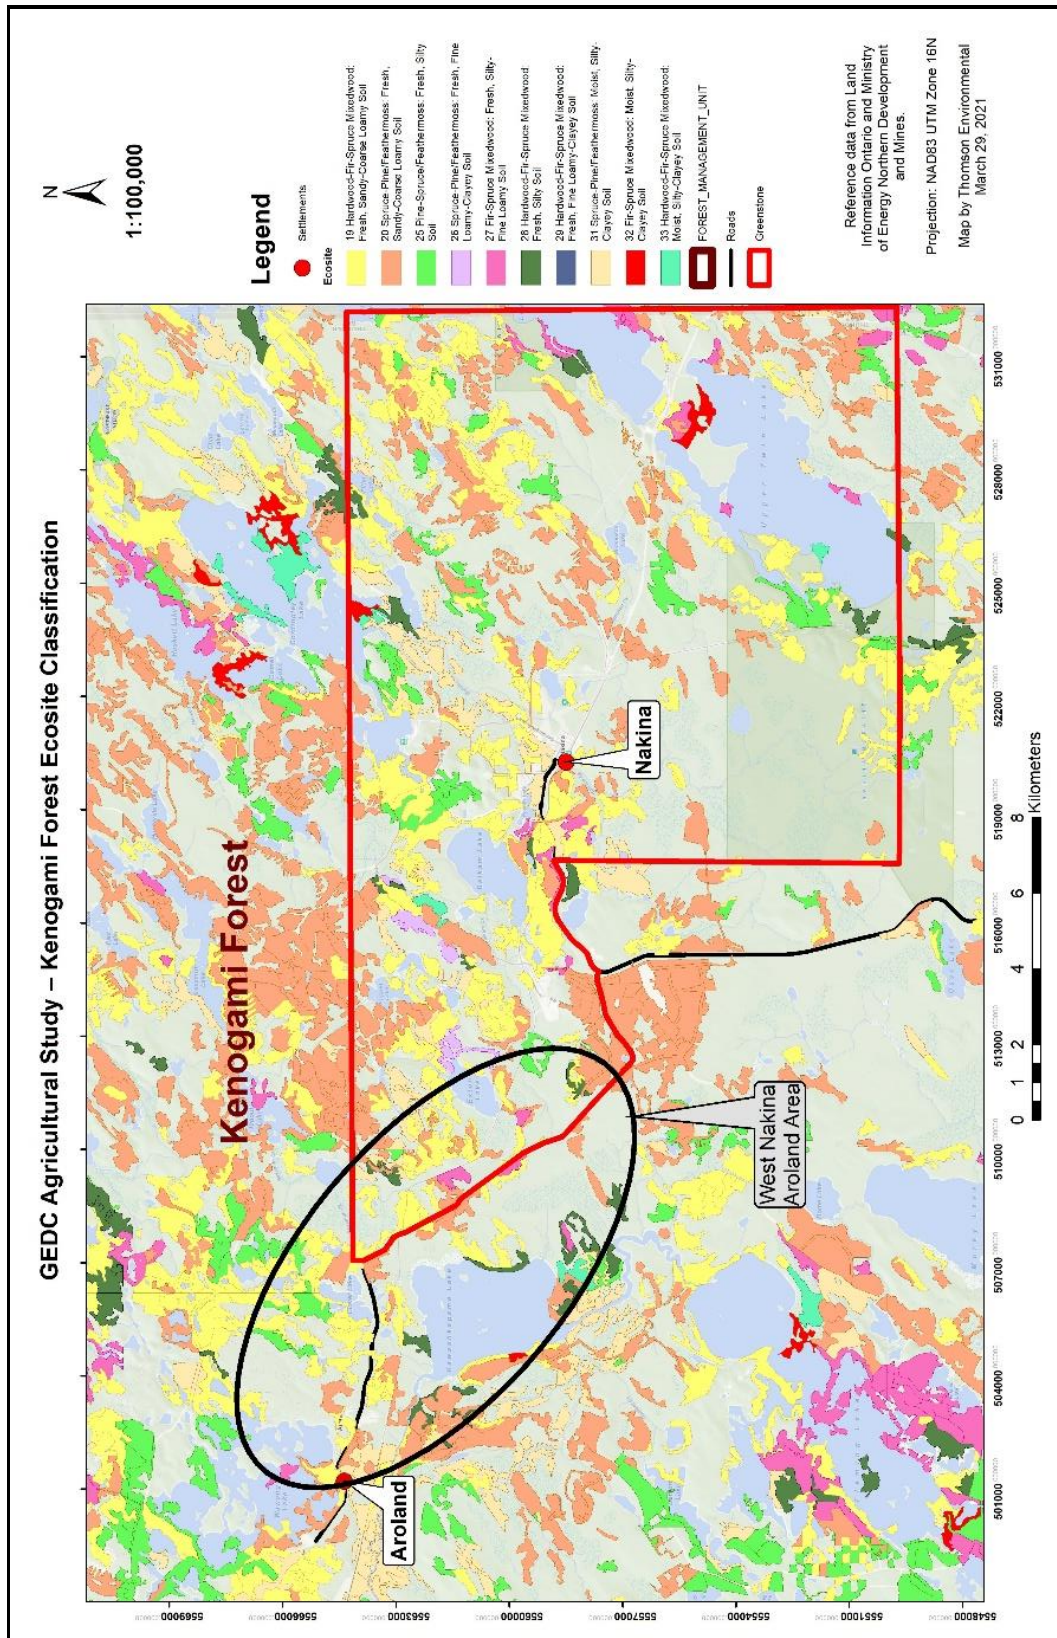 GEDC Agricultural Study – Kenogami Forest Ecosite Classification
N
1:100,000
Legend
Settlements
Ecosite
19 Hardwood-Fir-Spruce Mixedwood:
Fresh, Sandy-Coarse Loamy Soil
20 Spruce-Pine/Feathermoss: Fresh,
Sandy-Coarse Loamy Soil
25 Pine-Spruce/Feathermoss: Fresh, Silty
Soil
26 Spruce-Pine/Feathermoss: Fresh, Fine
Loamy-Clayey Soil
27 Fir-Spruce Mixedwood: Fresh, Silty-
Fine Loamy Soil
28 Hardwood-Fir-Spruce Mixedwood:
Fresh, Silty Soil
29 Hardwood-Fir-Spruce Mixedwood:
Fresh, Fine Loamy-Clayey Soil
31 Spruce-Pine/Feathermoss: Moist, Silty-
Clayey Soil
32 Fir-Spruce Mixedwood: Moist, Silty-
Clayey Soil
33 Hardwood-Fir-Spruce Mixedwood:
Moist, Silty-Clayey Soil
FOREST_MANAGEMENT_UNIT
Roads
Greenstone
Reference data from Land
Information Ontario and Ministry
of Energy Northern Development
and Mines.
Projection: NAD83 UTM Zone 16N
Map by Thomson Environmental
March 29, 2021
Kenogami Forest
Aroland
Nakina
West Nakina
Aroland Area
5569000
5566000
5563000
5560000
5557000
5554000
5551000
5548000
501000
504000
507000
510000
513000
516000
519000
522000
525000
528000
531000
0 1 2 4 6 8
Kilometers